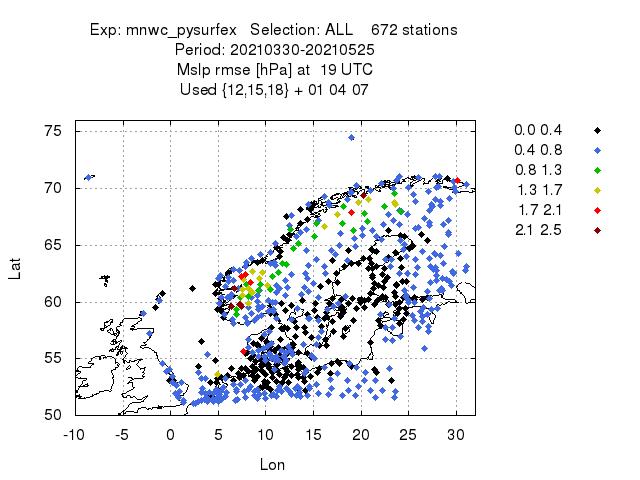 Exp: mnwc_pysurfex Selection: ALL 672 stations
Period: 20210330-20210525
Mslp rmse [hPa] at 19 UTC
Used {12,15,18} + 01 04 07
0.0 0.4
0.4 0.8
0.8 1.3
1.3 1.7
1.7 2.1
2.1 2.5
75
70
65
60
55
50
Lat
-10 -5 0 5 10 15 20 25 30
Lon